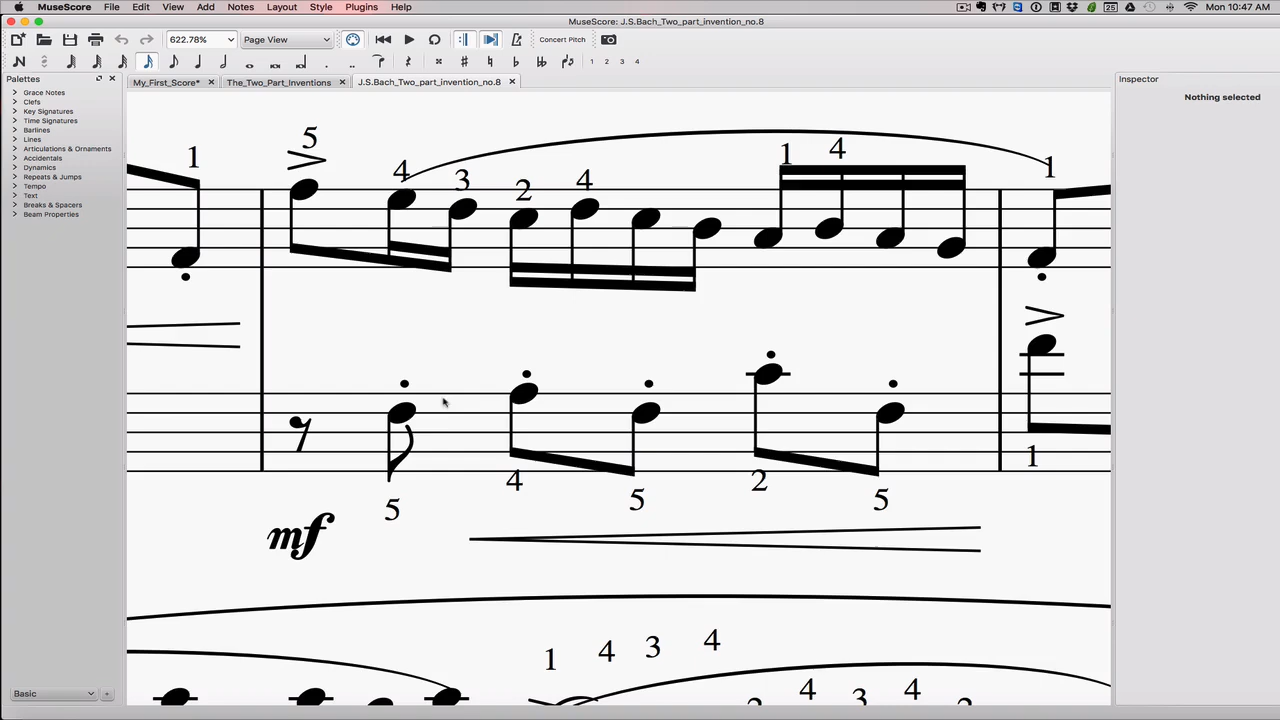 MuseScore File Edit View Add Notes Layout Style Plugins Help Mon 10:47 AM
MuseScore: J.S.Bach_Two_part_invention_no.8
622.78% Page View Concert Pitch
1 2 3 4
Palettes
My_First_Score* The_Two_Part_Inventions J.S.Bach_Two_part_invention_no.8
Inspector
Nothing selected
Grace Notes
Clefs
Key Signatures
Time Signatures
Barlines
Lines
Articulations & Ornaments
Accidentals
Dynamics
Repeats & Jumps
Tempo
Text
Breaks & Spacers
Beam Properties
1 5 4 3 2 4 1 4 1
5 4 5 2 5 1
mf
1 4 3 4
4 3 4
Basic